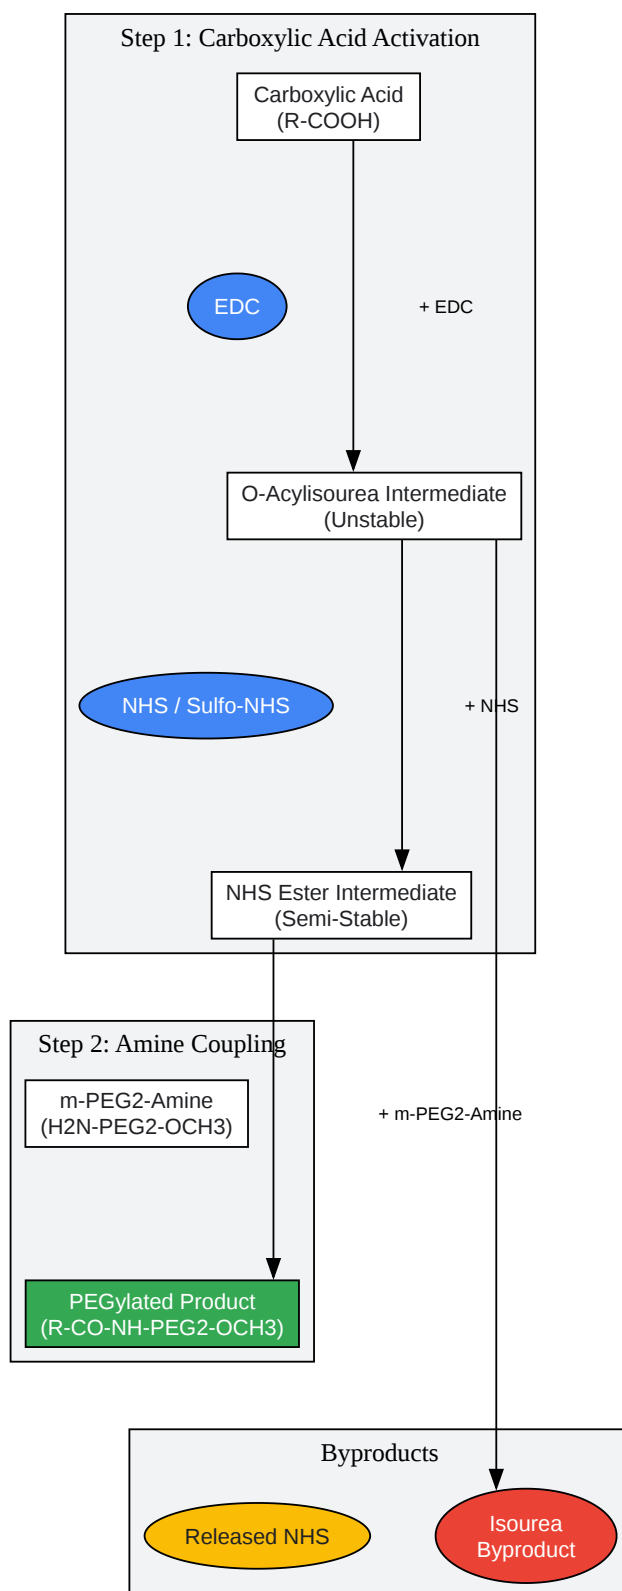 Step 1: Carboxylic Acid Activation
Carboxylic Acid
(R-COOH)
EDC
+ EDC
O-Acylisourea Intermediate
(Unstable)
NHS / Sulfo-NHS
+ NHS
NHS Ester Intermediate
(Semi-Stable)
Step 2: Amine Coupling
m-PEG2-Amine
(H2N-PEG2-OCH3)
+ m-PEG2-Amine
PEGylated Product
(R-CO-NH-PEG2-OCH3)
Byproducts
Released NHS
Isourea
Byproduct